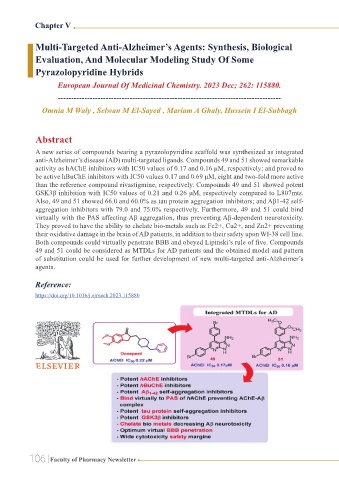 Chapter V
Multi-Targeted Anti-Alzheimer's Agents: Synthesis, Biological
Evaluation, And Molecular Modeling Study Of Some
Pyrazolopyridine Hybrids
European Journal Of Medicinal Chemistry. 2023 Dec; 262: 115880.
Omnia M Waly , Selwan M El-Sayed , Mariam A Ghaly, Hussein I El-Subbagh
Abstract
A new series of compounds bearing a pyrazolopyridine scaffold was synthesized as integrated
anti-Alzheimer's disease (AD) multi-targeted ligands. Compounds 49 and 51 showed remarkable
activity as hAChE inhibitors with IC50 values of 0.17 and 0.16 μM, respectively; and proved to
be active hBuChE inhibitors with IC50 values 0.17 and 0.69 μM, eight and two-fold more active
than the reference compound rivastigmine, respectively. Compounds 49 and 51 showed potent
GSK3β inhibition with IC50 values of 0.21 and 0.26 μM, respectively compared to L807mts.
Also, 49 and 51 showed 66.0 and 60.0% as tau protein aggregation inhibitors; and Aβ1-42 self-
aggregation inhibitors with 79.0 and 75.0% respectively. Furthermore, 49 and 51 could bind
virtually with the PAS affecting Aβ aggregation, thus preventing Aβ-dependent neurotoxicity.
They proved to have the ability to chelate bio-metals such as Fe2+, Cu2+, and Zn2+ preventing
their oxidative damage in the brain of AD patients, in addition to their safety upon WI-38 cell line.
Both compounds could virtually penetrate BBB and obeyed Lipinski's rule of five. Compounds
49 and 51 could be considered as MTDLs for AD patients and the obtained model and pattern
of substitution could be used for further development of new multi-targeted anti-Alzheimer's
agents.
Reference:
https://doi.org/10.1016/j.ejmech.2023.115880
Integrated MTDLs for AD
Donepezil
AChEI IC50 0.22 μM
49
AChEI IC50 0.17μM
51
AChEI IC50 0.16 μM
ELSEVIER
- Potent hAChE inhibitors
- Potent hBuChE inhibitors
- Potent Aβ1-42 self-aggregation inhibitors
- Bind virtually to PAS of hAChE preventing AChE-Aβ
complex
- Potent tau protein self-aggregation inhibitors
- Potent GSK3β inhibitors
- Chelate bio metals decreasing Aβ neurotoxicity
- Optimum virtual BBB penetration
- Wide cytotoxicity safety margine
106 Faculty of Pharmacy Newsletter